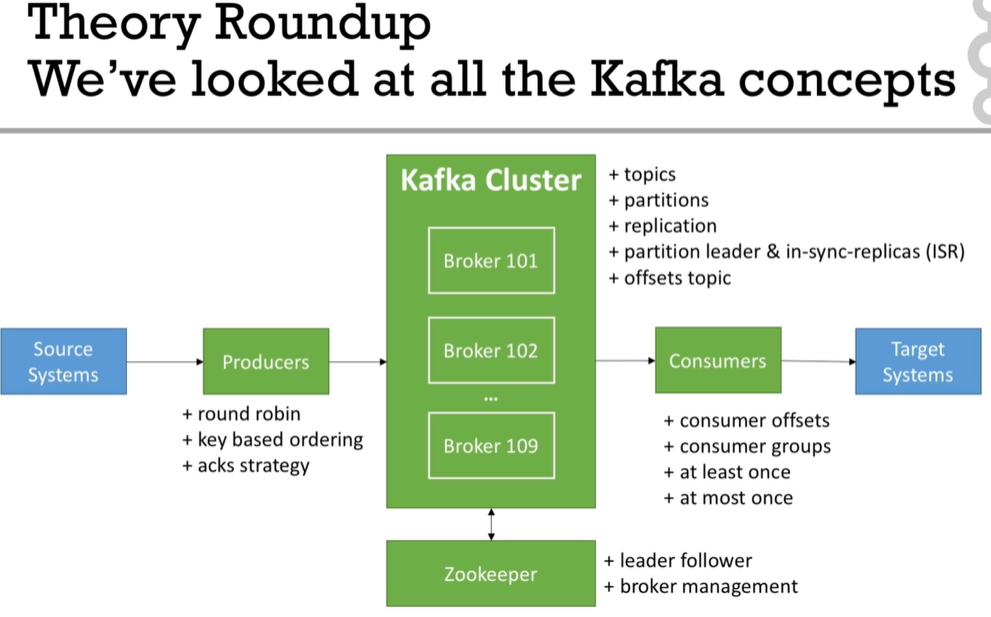 Theory Roundup
We've looked at all the Kafka concepts
Kafka Cluster
+ topics
+ partitions
+ replication
+ partition leader & in-sync-replicas (ISR)
+ offsets topic
Broker 101
Broker 102
...
Broker 109
Source
Systems
Producers
+ round robin
+ key based ordering
+ acks strategy
Consumers
+ consumer offsets
+ consumer groups
+ at least once
+ at most once
Target
Systems
Zookeeper
+ leader follower
+ broker management